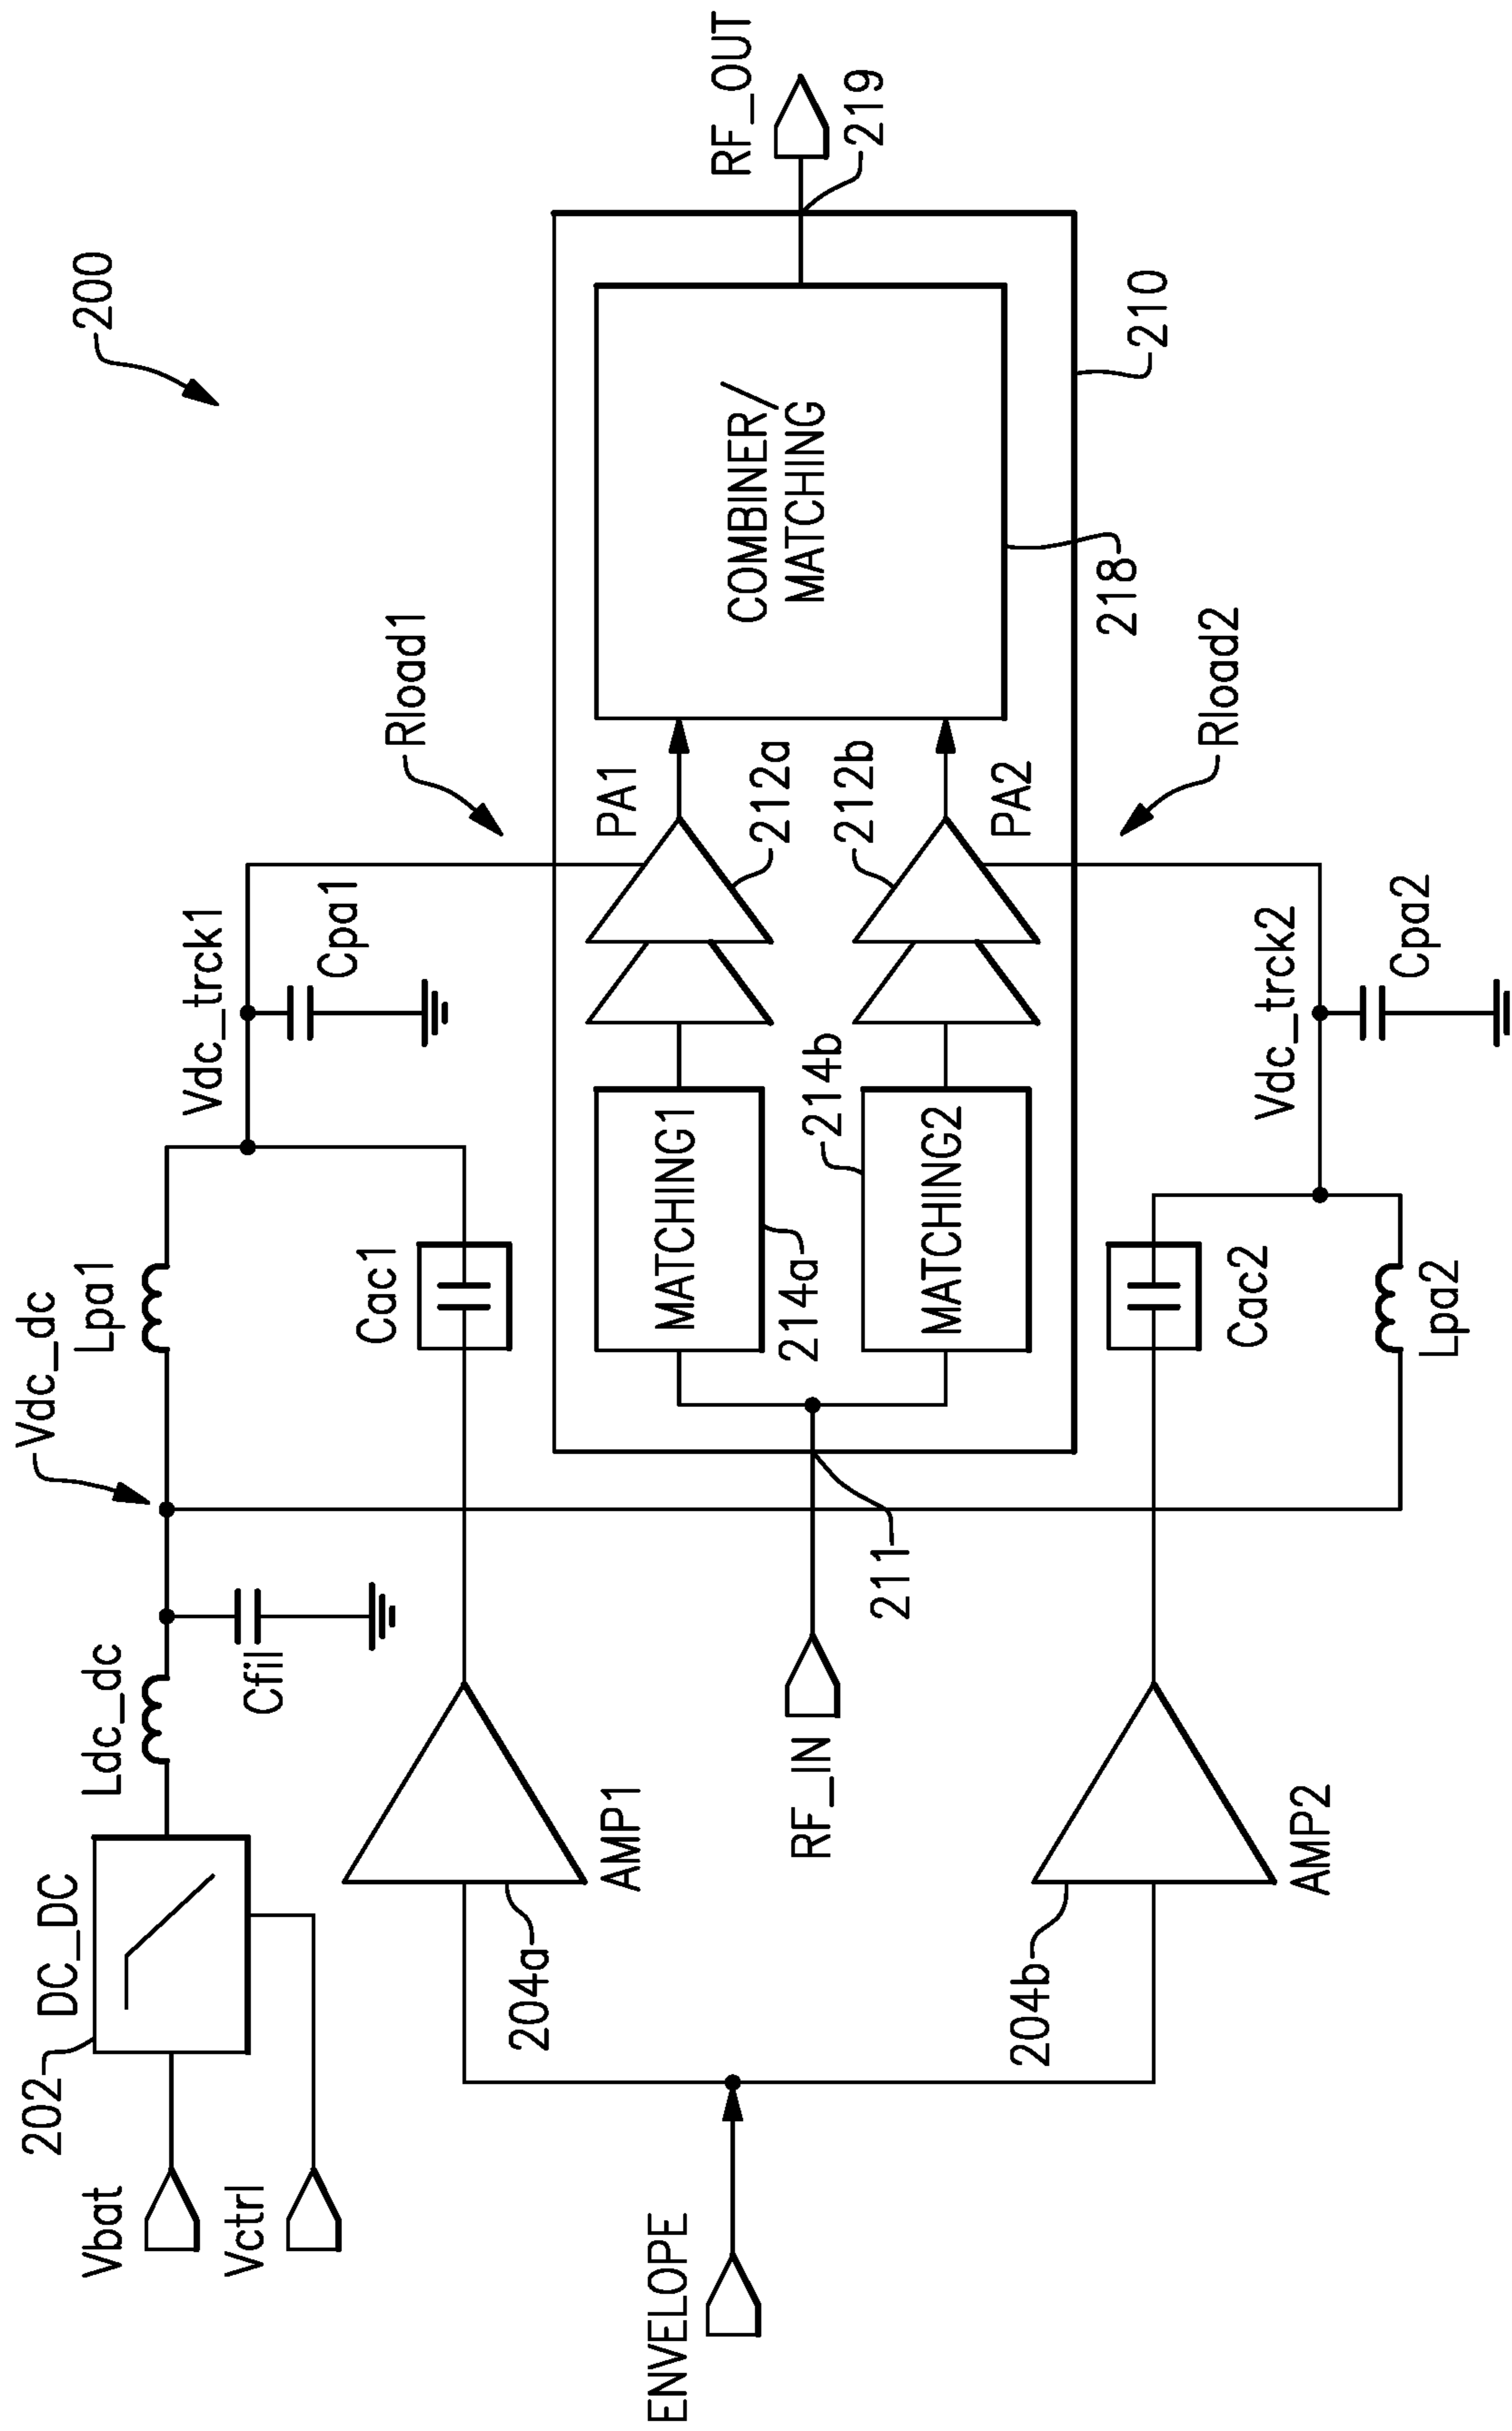 200
Vbat
202
DC_DC
Ldc_dc
Vdc_dc
Lpa1
Vdc_trck1
Vctrl
Cfil
Cac1
Cpa1
Rload1
204a
AMP1
ENVELOPE
RF_IN
211
MATCHING1
214a
PA1
212a
COMBINER/
MATCHING
RF_OUT
219
MATCHING2
214b
212b
PA2
218
210
204b
AMP2
Cac2
Lpa2
Vdc_trck2
Cpa2
Rload2